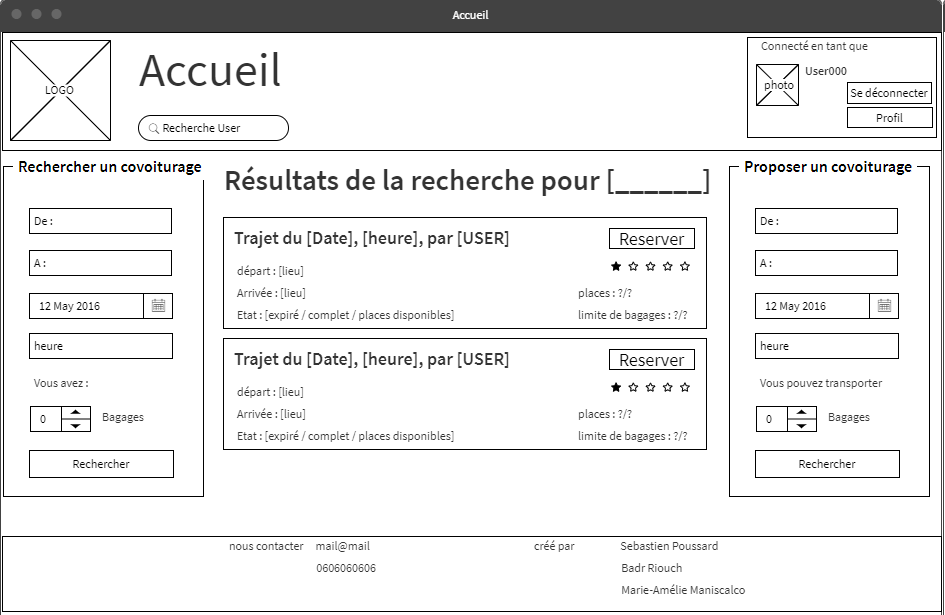 Accueil
LOGO
Accueil
Recherche User
Connecté en tant que
photo
User000
Se déconnecter
Profil
Rechercher un covoiturage
De :
A :
12 May 2016
heure
Vous avez :
0
Bagages
Rechercher
Résultats de la recherche pour [______]
Trajet du [Date], [heure], par [USER]
Reserver
départ : [lieu]
Arrivée : [lieu]
places : ?/?
Etat : [expiré / complet / places disponibles]
limite de bagages : ?/?
Trajet du [Date], [heure], par [USER]
Reserver
départ : [lieu]
Arrivée : [lieu]
places : ?/?
Etat : [expiré / complet / places disponibles]
limite de bagages : ?/?
Proposer un covoiturage
De :
A :
12 May 2016
heure
Vous pouvez transporter
0
Bagages
Rechercher
nous contacter
mail@mail
0606060606
créé par
Sebastien Poussard
Badr Riouch
Marie-Amélie Maniscalco